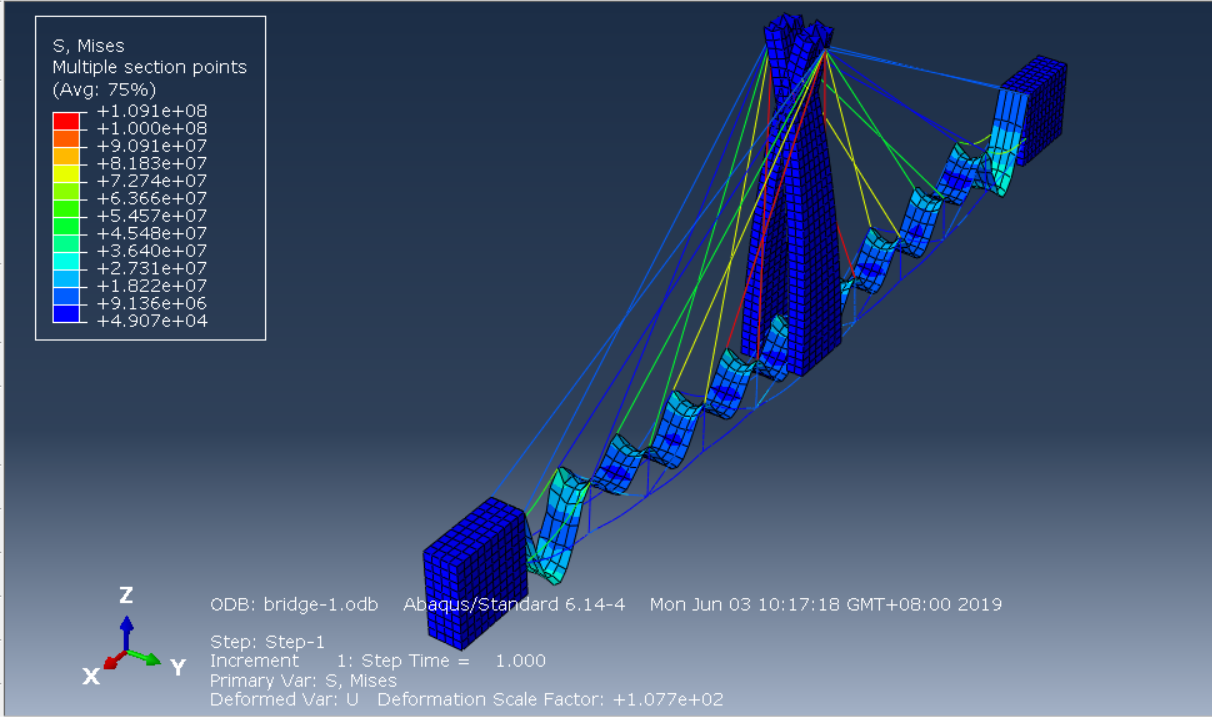 S, Mises
Multiple section points
(Avg: 75%)
+1.091e+08
+1.000e+08
+9.091e+07
+8.183e+07
+7.274e+07
+6.366e+07
+5.457e+07
+4.548e+07
+3.640e+07
+2.731e+07
+1.822e+07
+9.136e+06
+4.907e+04
Z
X
Y
ODB: bridge-1.odb Abaqus/Standard 6.14-4 Mon Jun 03 10:17:18 GMT+08:00 2019
Step: Step-1
Increment 1: Step Time = 1.000
Primary Var: S, Mises
Deformed Var: U Deformation Scale Factor: +1.077e+02